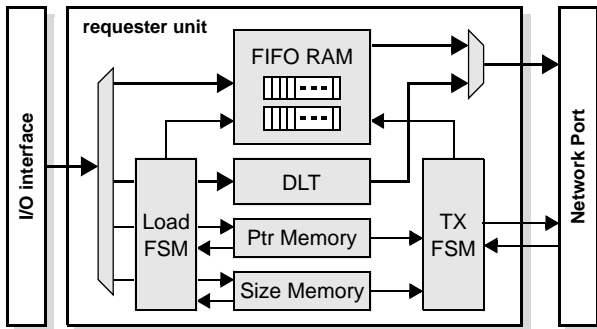 requester unit
I/O interface
FIFO RAM
DLT
Load
FSM
Ptr Memory
Size Memory
TX
FSM
Network Port